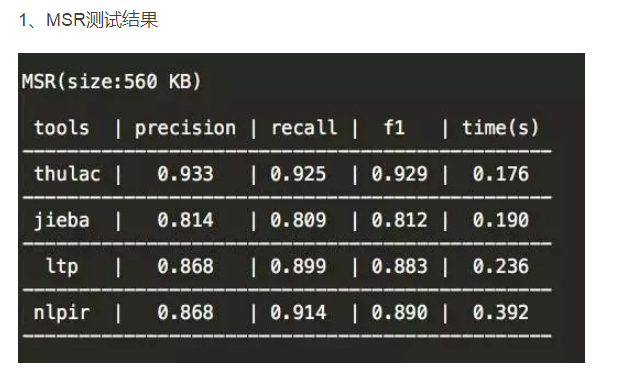 1、MSR测试结果
MSR(size:560 KB)
tools | precision | recall | f1 | time(s)
thulac | 0.933 | 0.925 | 0.929 | 0.176
jieba | 0.814 | 0.809 | 0.812 | 0.190
ltp | 0.868 | 0.899 | 0.883 | 0.236
nlpir | 0.868 | 0.914 | 0.890 | 0.392